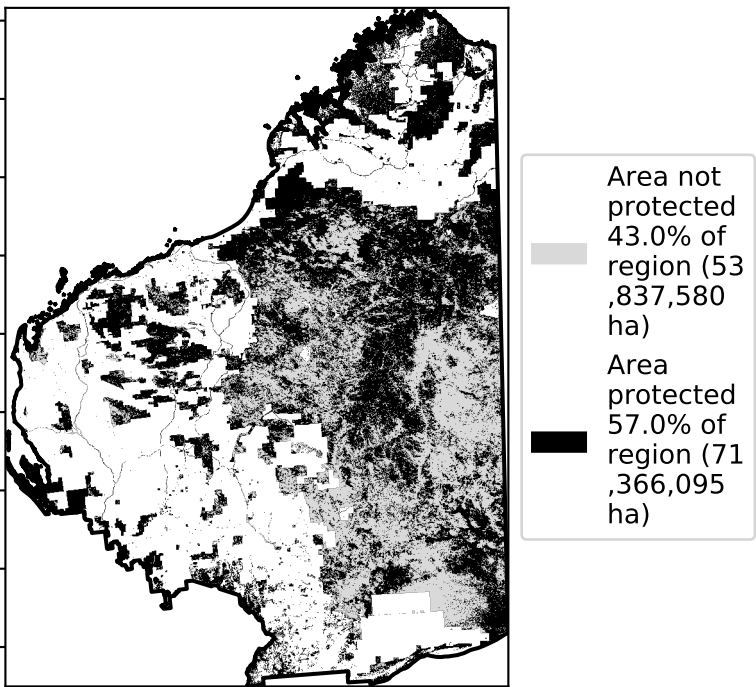 Area not
protected
43.0% of
region (53
,837,580
ha)
Area
protected
57.0% of
region (71
,366,095
ha)